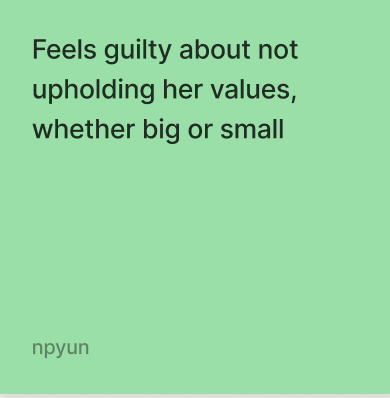 Feels guilty about not
upholding her values,
whether big or small
npyun